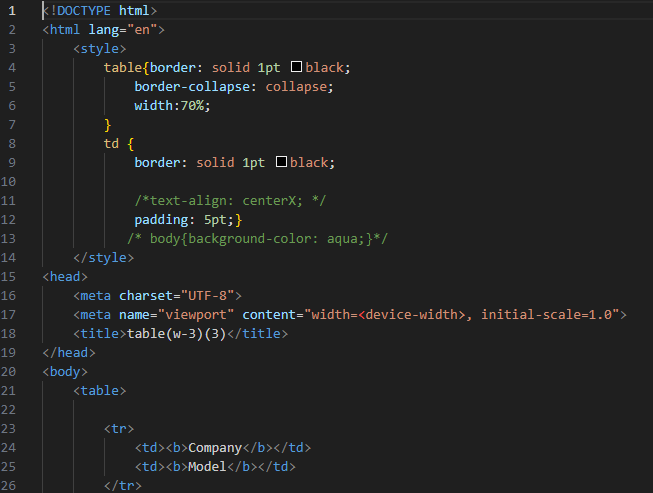 1 <!DOCTYPE html>
2 <html lang="en">
3     <style>
4         table{border: solid 1pt black;
5             border-collapse: collapse;
6             width:70%;
7         }
8         td {
9             border: solid 1pt black;
10
11             /*text-align: centerX; */
12             padding: 5pt;}
13            /* body{background-color: aqua;}*/
14     </style>
15 <head>
16     <meta charset="UTF-8">
17     <meta name="viewport" content="width=<device-width>, initial-scale=1.0">
18     <title>table(w-3)(3)</title>
19 </head>
20 <body>
21     <table>
22
23         <tr>
24             <td><b>Company</b></td>
25             <td><b>Model</b></td>
26         </tr>